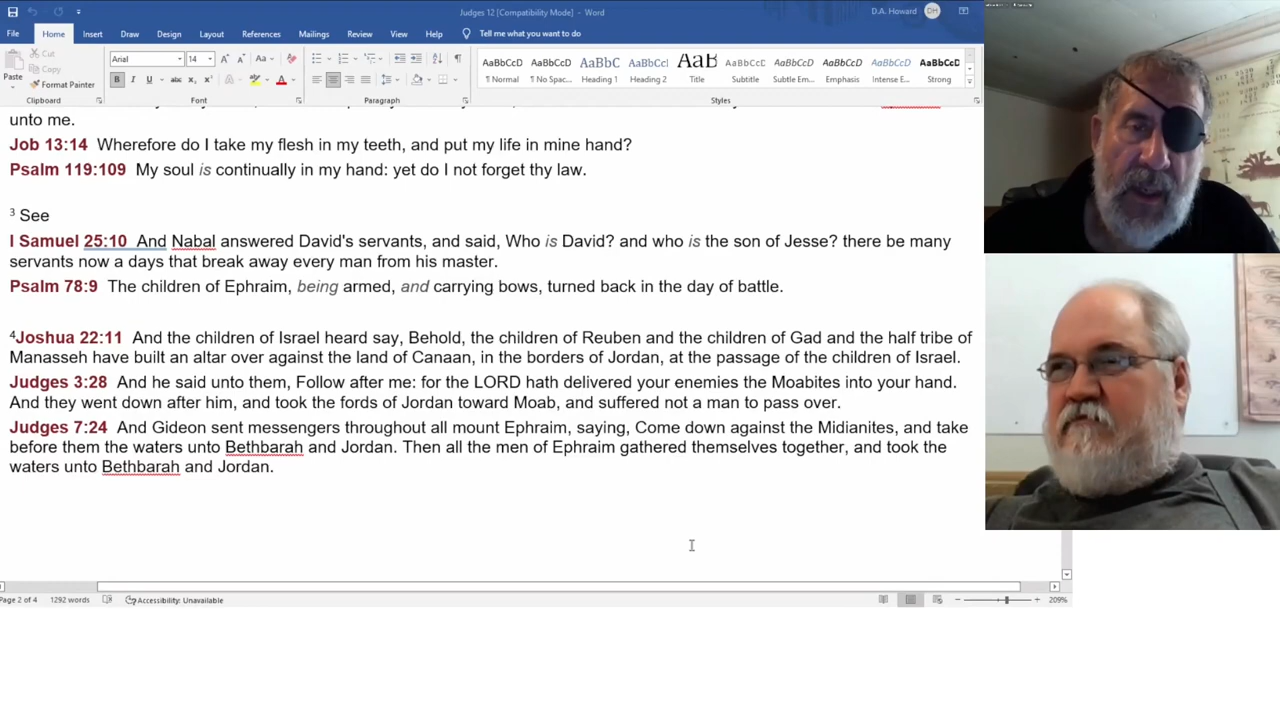 Judges 12 [Compatibility Mode] - Word
D.A. Howard DH
File Home Insert Draw Design Layout References Mailings Review View Help Tell me what you want to do
Cut
Copy
Paste
Format Painter
Arial 14
AaBbCcD AaBbCcD AaBbC AaBbCcl AaB AaBbCcD AaBbCcD AaBbCcD AaBbCcD AaBbCcD
¶ Normal ¶ No Spac... Heading 1 Heading 2 Title Subtitle Subtle Em... Emphasis Intense E... Strong
Clipboard Font Paragraph Styles
unto me.
Job 13:14 Wherefore do I take my flesh in my teeth, and put my life in mine hand?
Psalm 119:109 My soul is continually in my hand: yet do I not forget thy law.
3 See
I Samuel 25:10 And Nabal answered David's servants, and said, Who is David? and who is the son of Jesse? there be many
servants now a days that break away every man from his master.
Psalm 78:9 The children of Ephraim, being armed, and carrying bows, turned back in the day of battle.
4Joshua 22:11 And the children of Israel heard say, Behold, the children of Reuben and the children of Gad and the half tribe of
Manasseh have built an altar over against the land of Canaan, in the borders of Jordan, at the passage of the children of Israel.
Judges 3:28 And he said unto them, Follow after me: for the LORD hath delivered your enemies the Moabites into your hand.
And they went down after him, and took the fords of Jordan toward Moab, and suffered not a man to pass over.
Judges 7:24 And Gideon sent messengers throughout all mount Ephraim, saying, Come down against the Midianites, and take
before them the waters unto Bethbarah and Jordan. Then all the men of Ephraim gathered themselves together, and took the
waters unto Bethbarah and Jordan.
Page 2 of 4 1292 words Accessibility: Unavailable 209%